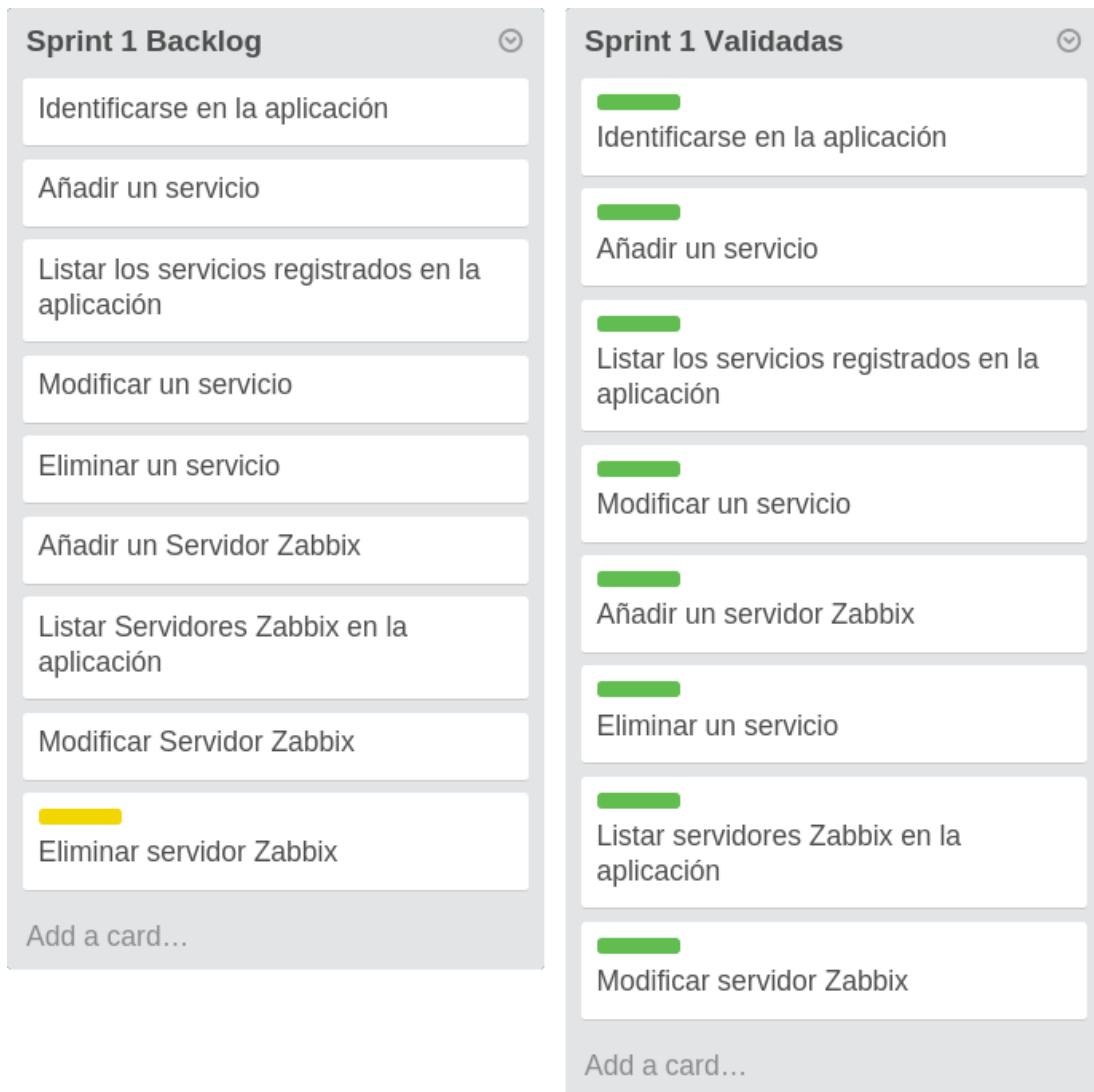 Sprint 1 Backlog
Identificarse en la aplicación
Añadir un servicio
Listar los servicios registrados en la
aplicación
Modificar un servicio
Eliminar un servicio
Añadir un Servidor Zabbix
Listar Servidores Zabbix en la
aplicación
Modificar Servidor Zabbix
Eliminar servidor Zabbix
Add a card…
Sprint 1 Validadas
Identificarse en la aplicación
Añadir un servicio
Listar los servicios registrados en la
aplicación
Modificar un servicio
Añadir un servidor Zabbix
Eliminar un servicio
Listar servidores Zabbix en la
aplicación
Modificar servidor Zabbix
Add a card…